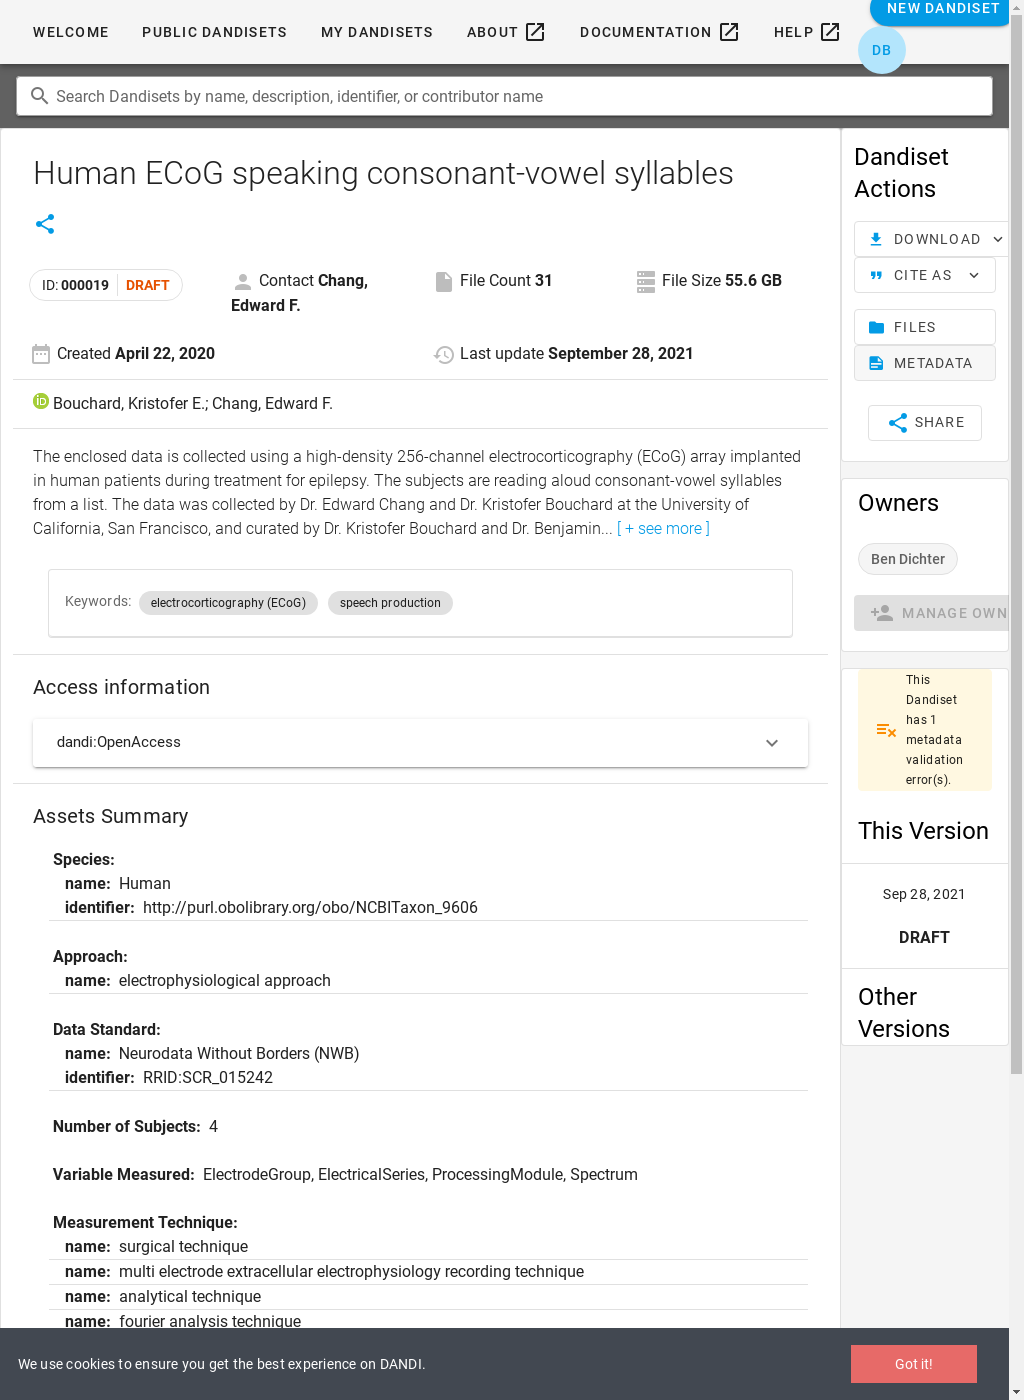 WELCOME PUBLIC DANDISETS MY DANDISETS ABOUT DOCUMENTATION HELP NEW DANDISET
DB
Search Dandisets by name, description, identifier, or contributor name
Human ECoG speaking consonant-vowel syllables
ID: 000019 DRAFT
Contact Chang, Edward F.
File Count 31
File Size 55.6 GB
Created April 22, 2020
Last update September 28, 2021
iD Bouchard, Kristofer E.; Chang, Edward F.
The enclosed data is collected using a high-density 256-channel electrocorticography (ECoG) array implanted
in human patients during treatment for epilepsy. The subjects are reading aloud consonant-vowel syllables
from a list. The data was collected by Dr. Edward Chang and Dr. Kristofer Bouchard at the University of
California, San Francisco, and curated by Dr. Kristofer Bouchard and Dr. Benjamin... [ + see more ]
Keywords: electrocorticography (ECoG) speech production
Access information
dandi:OpenAccess
Assets Summary
Species:
name: Human
identifier: http://purl.obolibrary.org/obo/NCBITaxon_9606
Approach:
name: electrophysiological approach
Data Standard:
name: Neurodata Without Borders (NWB)
identifier: RRID:SCR_015242
Number of Subjects: 4
Variable Measured: ElectrodeGroup, ElectricalSeries, ProcessingModule, Spectrum
Measurement Technique:
name: surgical technique
name: multi electrode extracellular electrophysiology recording technique
name: analytical technique
name: fourier analysis technique
Dandiset
Actions
DOWNLOAD
CITE AS
FILES
METADATA
SHARE
Owners
Ben Dichter
MANAGE OWN
This
Dandiset
has 1
metadata
validation
error(s).
This Version
Sep 28, 2021
DRAFT
Other
Versions
We use cookies to ensure you get the best experience on DANDI.
Got it!